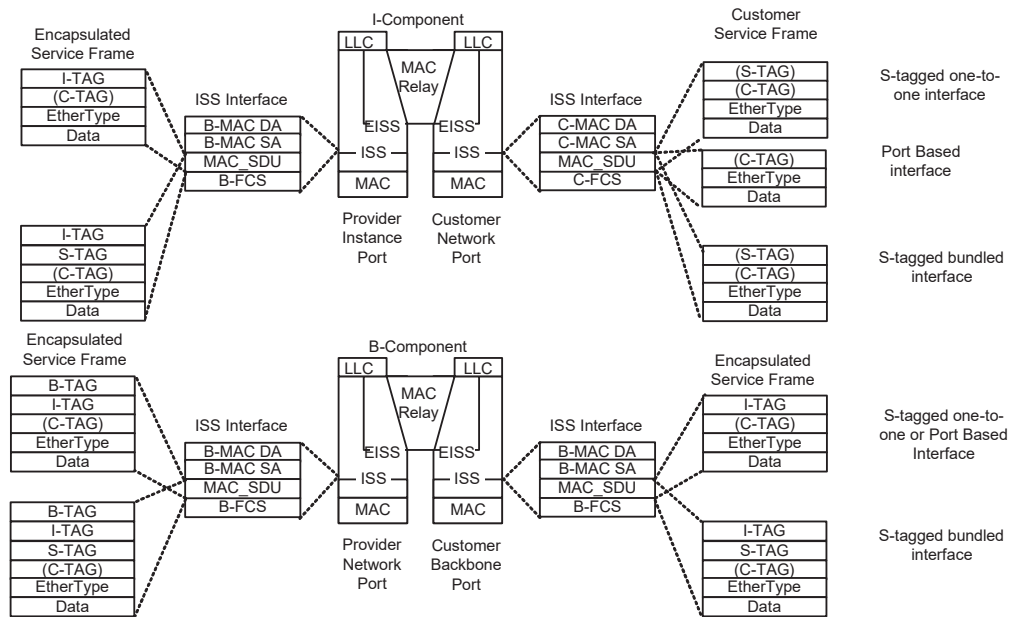 I-Component
Encapsulated
Service Frame
I-TAG
(C-TAG)
EtherType
Data
I-TAG
S-TAG
(C-TAG)
EtherType
Data
ISS Interface
B-MAC DA
B-MAC SA
MAC_SDU
B-FCS
LLC
LLC
MAC
Relay
EISS
EISS
ISS
ISS
MAC
MAC
Provider
Instance
Port
Customer
Network
Port
ISS Interface
C-MAC DA
C-MAC SA
MAC_SDU
C-FCS
Customer
Service Frame
(S-TAG)
(C-TAG)
EtherType
Data
(C-TAG)
EtherType
Data
(S-TAG)
(C-TAG)
EtherType
Data
S-tagged one-to-
one interface
Port Based
interface
S-tagged bundled
interface
B-Component
Encapsulated
Service Frame
B-TAG
I-TAG
(C-TAG)
EtherType
Data
B-TAG
I-TAG
S-TAG
(C-TAG)
EtherType
Data
ISS Interface
B-MAC DA
B-MAC SA
MAC_SDU
B-FCS
LLC
LLC
MAC
Relay
EISS
EISS
ISS
ISS
MAC
MAC
Provider
Network
Port
Customer
Backbone
Port
ISS Interface
B-MAC DA
B-MAC SA
MAC_SDU
B-FCS
Encapsulated
Service Frame
I-TAG
(C-TAG)
EtherType
Data
I-TAG
S-TAG
(C-TAG)
EtherType
Data
S-tagged one-to-
one or Port Based
Interface
S-tagged bundled
interface